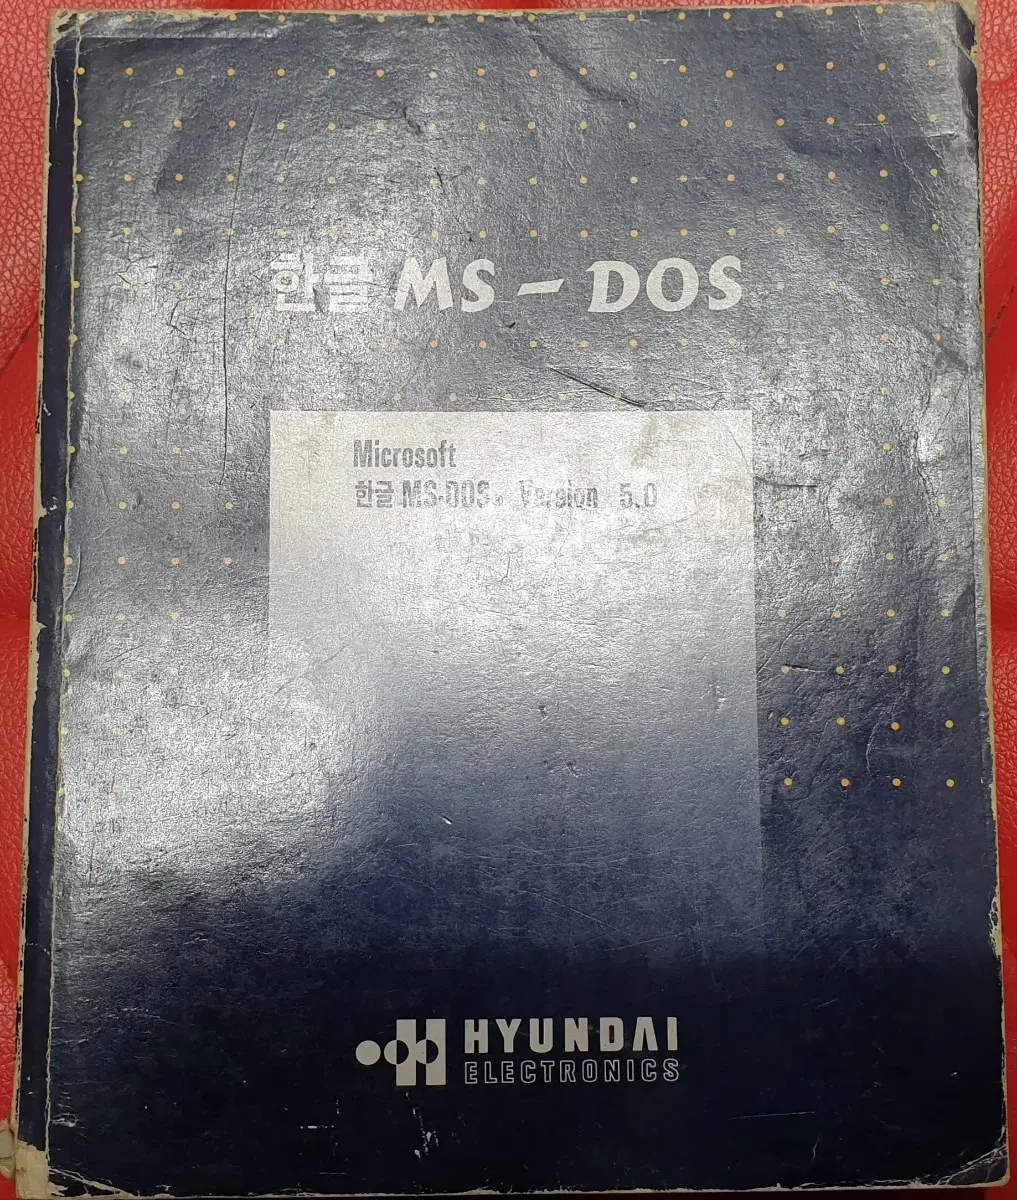 한글 MS - DOS
Microsoft
한글 MS-DOS® Version 5.0
HYUNDAI
ELECTRONICS